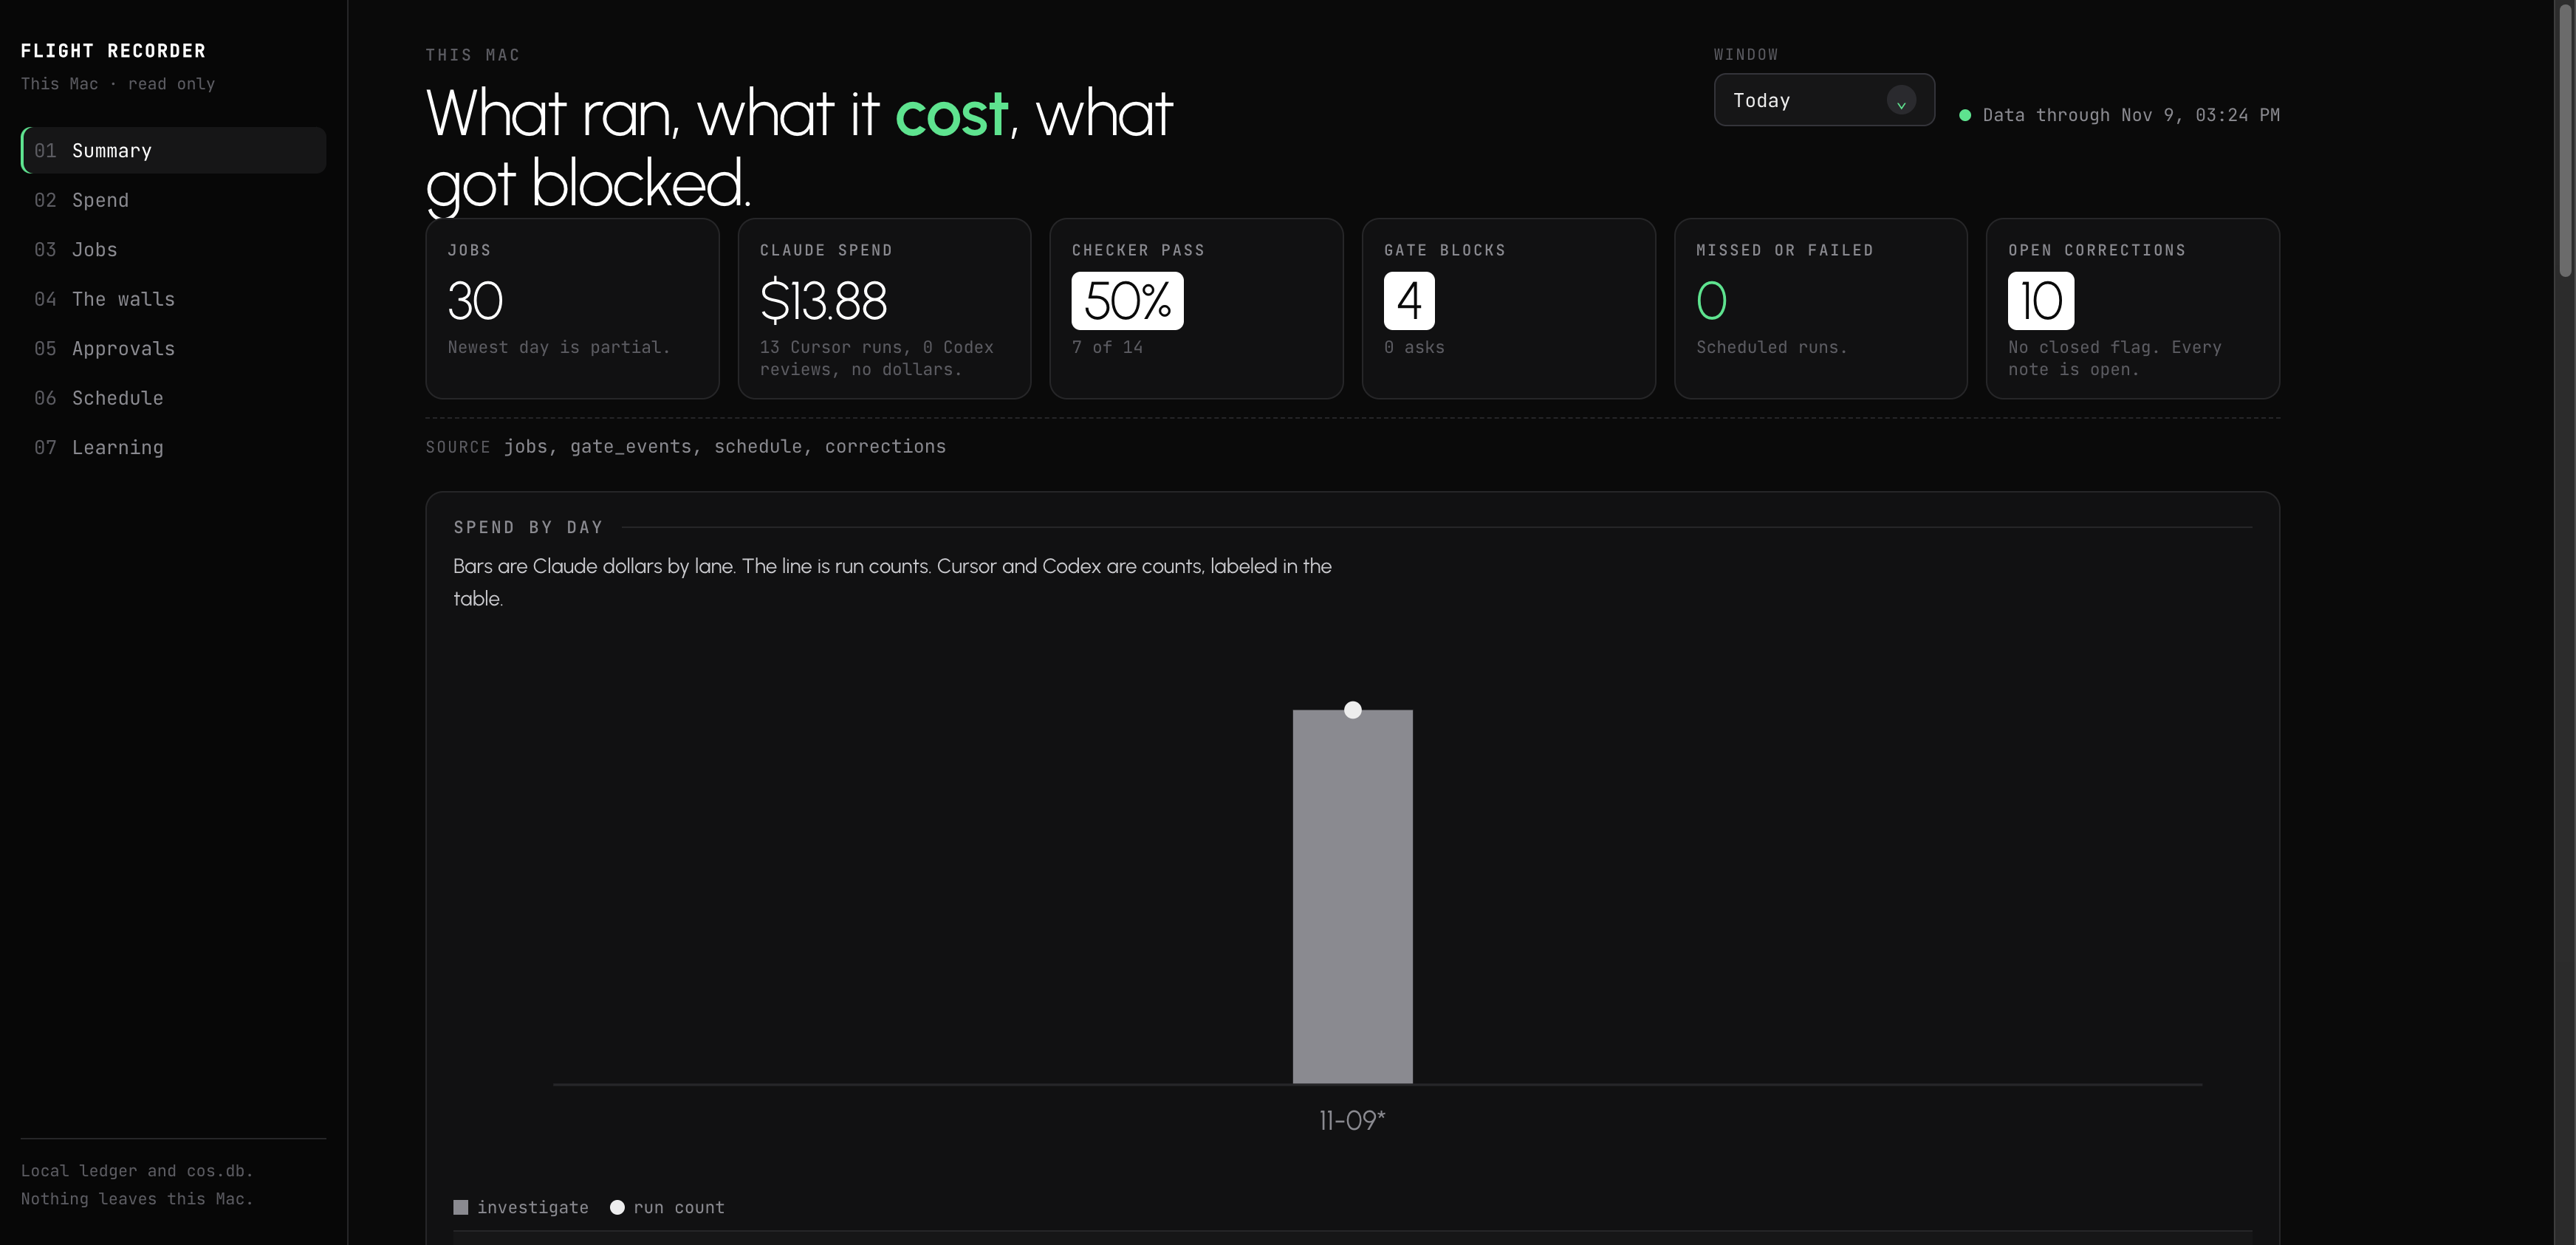 FLIGHT RECORDER
This Mac · read only
01 Summary
02 Spend
03 Jobs
04 The walls
05 Approvals
06 Schedule
07 Learning
Local ledger and cos.db.
Nothing leaves this Mac.
THIS MAC
What ran, what it cost, what
got blocked.
WINDOW
Today
Data through Nov 9, 03:24 PM
JOBS
30
Newest day is partial.
CLAUDE SPEND
$13.88
13 Cursor runs, 0 Codex
reviews, no dollars.
CHECKER PASS
50%
7 of 14
GATE BLOCKS
4
0 asks
MISSED OR FAILED
0
Scheduled runs.
OPEN CORRECTIONS
10
No closed flag. Every
note is open.
SOURCE jobs, gate_events, schedule, corrections
SPEND BY DAY
Bars are Claude dollars by lane. The line is run counts. Cursor and Codex are counts, labeled in the
table.
11-09*
investigate run count